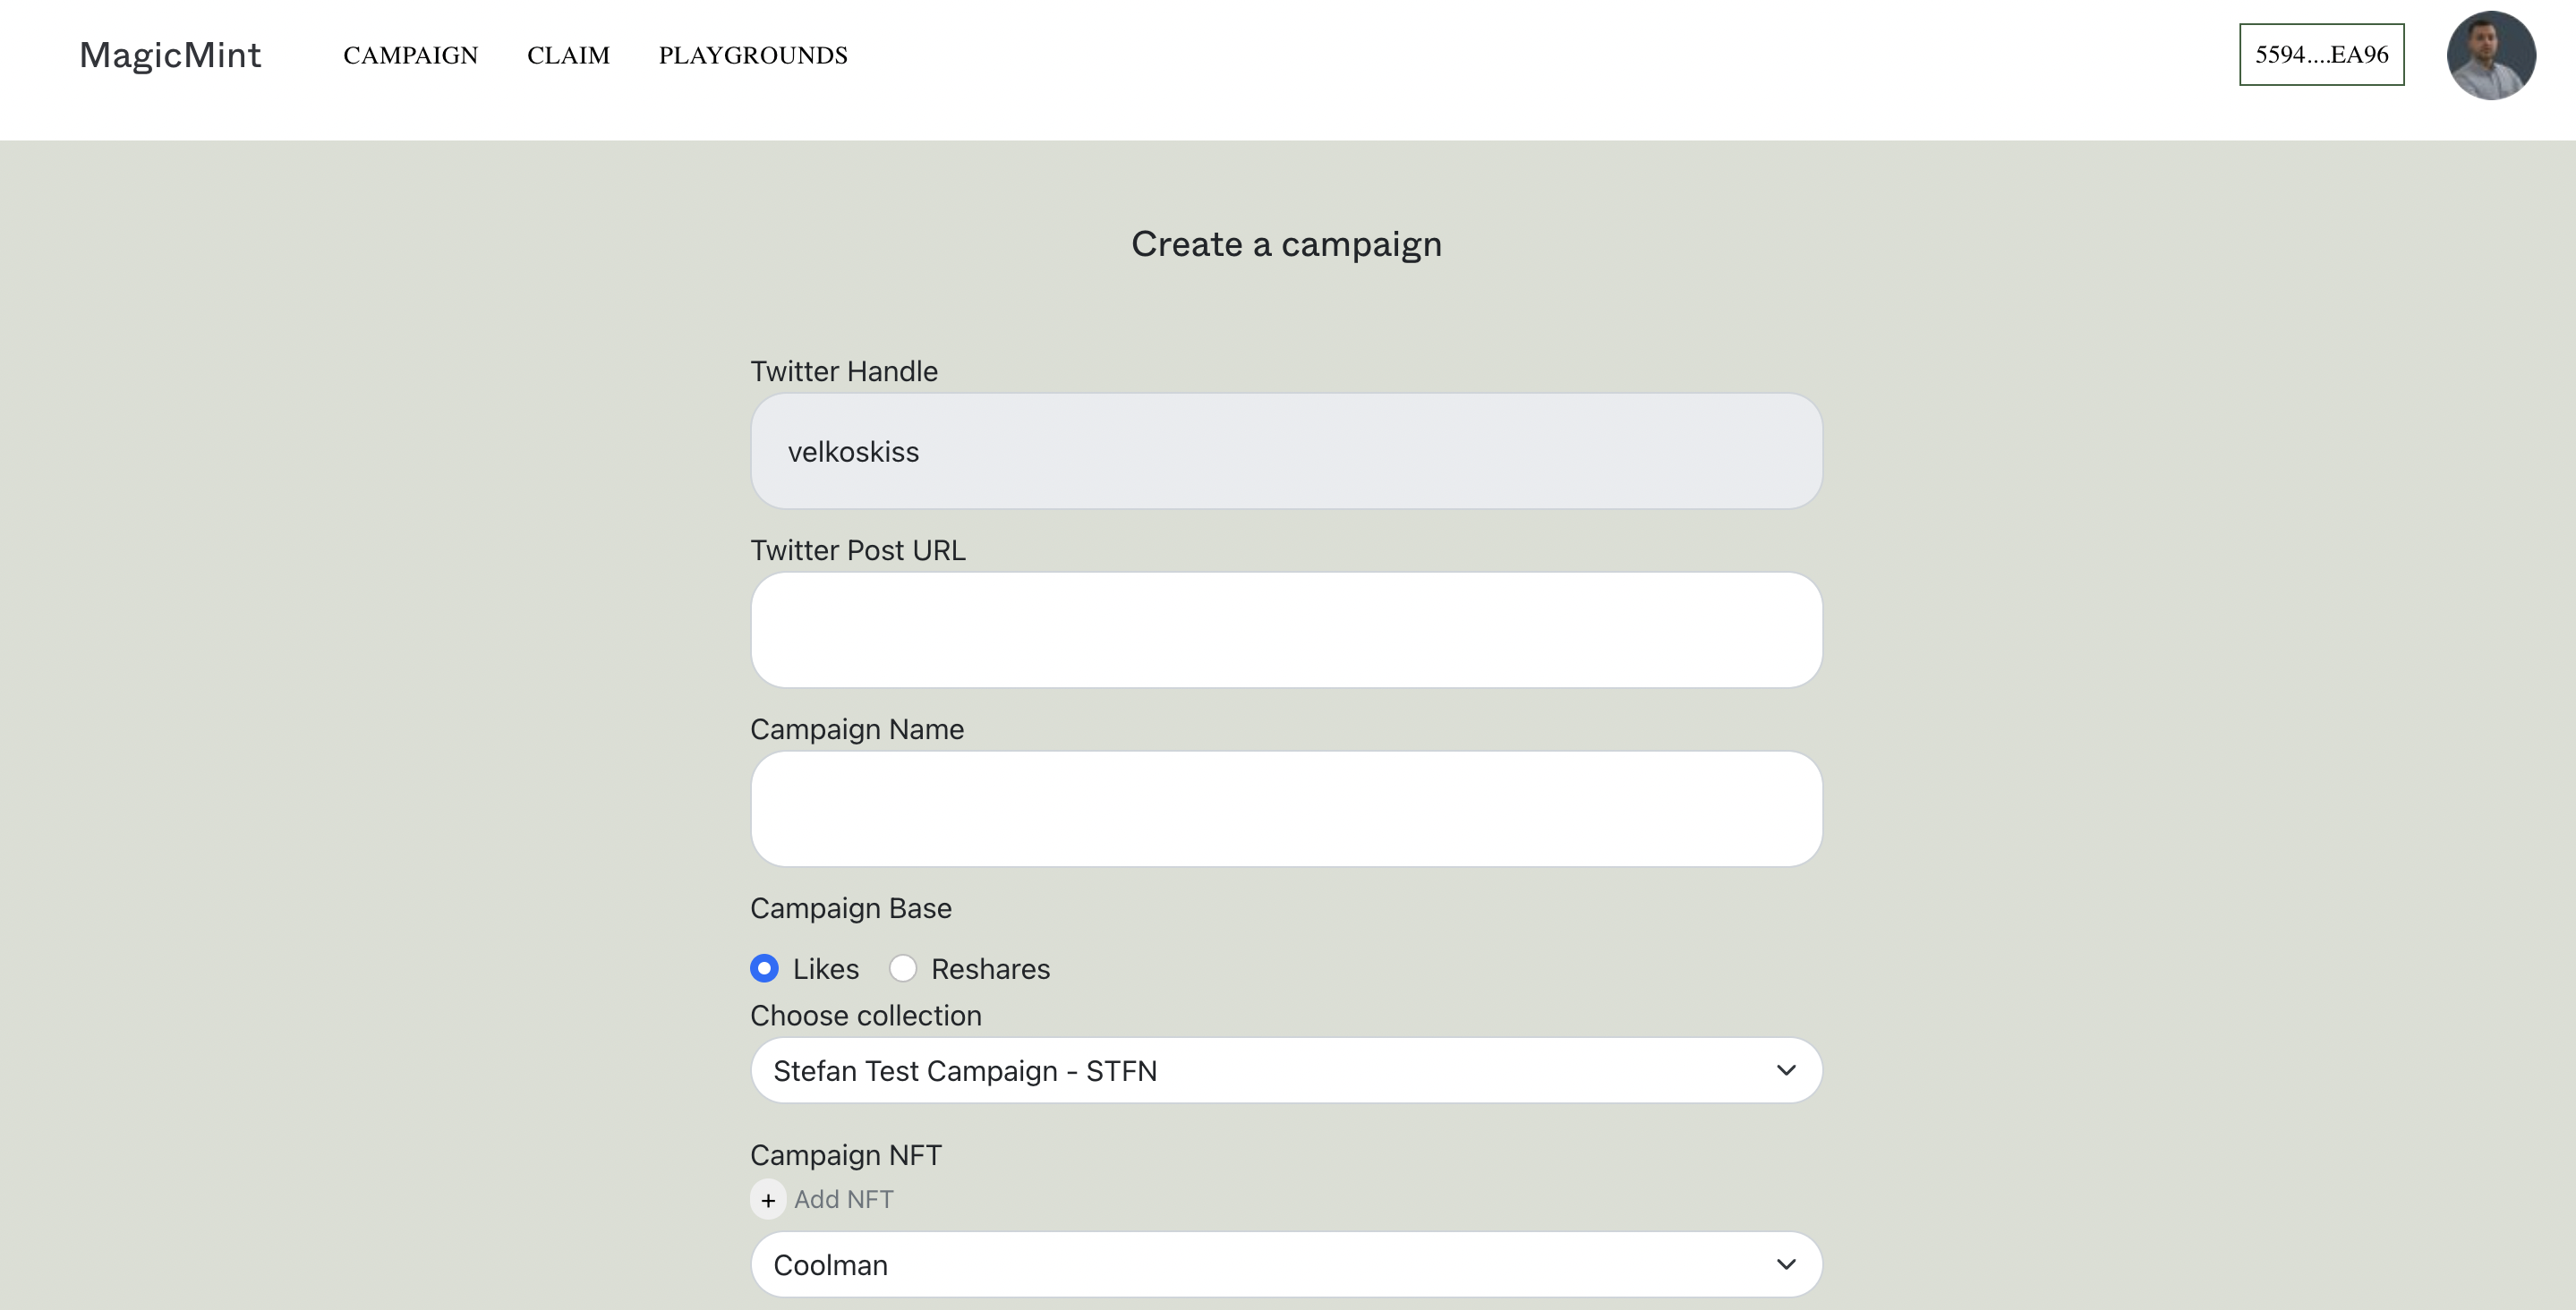 MagicMint CAMPAIGN CLAIM PLAYGROUNDS 5594....EA96
Create a campaign
Twitter Handle
velkoskiss
Twitter Post URL
Campaign Name
Campaign Base
Likes Reshares
Choose collection
Stefan Test Campaign - STFN
Campaign NFT
+ Add NFT
Coolman